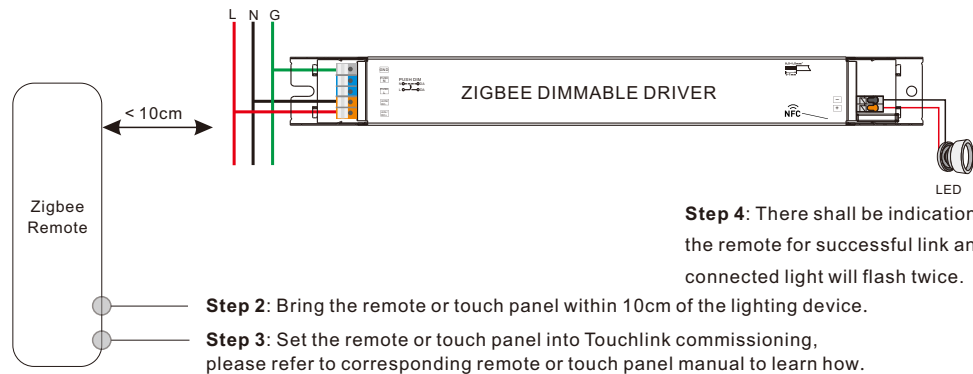 L N G
PUSH DIM
ZIGBEE DIMMABLE DRIVER
NFC
< 10cm
Zigbee
Remote
LED
Step 4: There shall be indication
the remote for successful link an
connected light will flash twice.
Step 2: Bring the remote or touch panel within 10cm of the lighting device.
Step 3: Set the remote or touch panel into Touchlink commissioning,
please refer to corresponding remote or touch panel manual to learn how.